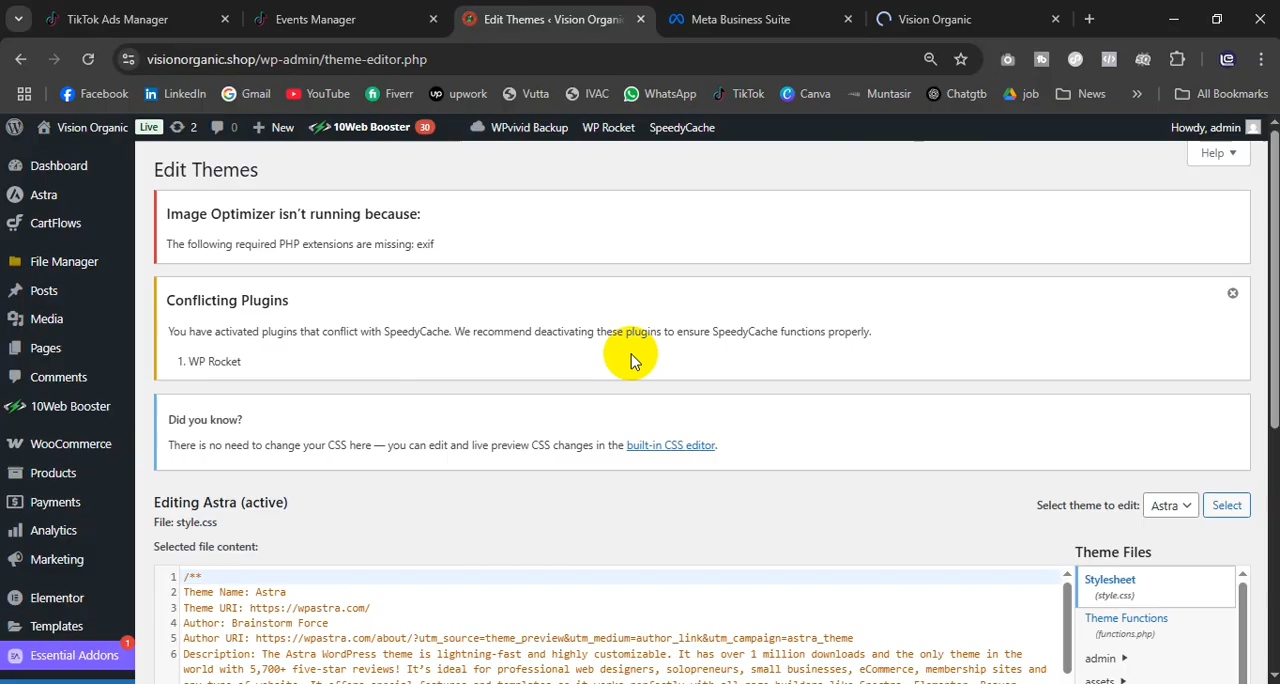 TikTok Ads Manager
Events Manager
Edit Themes ‹ Vision Organi
Meta Business Suite
Vision Organic
visionorganic.shop/wp-admin/theme-editor.php
Facebook
LinkedIn
Gmail
YouTube
Fiverr
upwork
Vutta
IVAC
WhatsApp
TikTok
Canva
Muntasir
Chatgtb
job
News
All Bookmarks
Vision Organic
Live
2
0
New
10Web Booster
30
WPvivid Backup
WP Rocket
SpeedyCache
Howdy, admin
Dashboard
Astra
CartFlows
File Manager
Posts
Media
Pages
Comments
10Web Booster
WooCommerce
Products
Payments
Analytics
Marketing
Elementor
Templates
Essential Addons
1
Help
Edit Themes
Image Optimizer isn't running because:
The following required PHP extensions are missing: exif
Conflicting Plugins
You have activated plugins that conflict with SpeedyCache. We recommend deactivating these plugins to ensure SpeedyCache functions properly.
1. WP Rocket
Did you know?
There is no need to change your CSS here — you can edit and live preview CSS changes in the built-in CSS editor.
Editing Astra (active)
File: style.css
Select theme to edit:
Astra
Select
Selected file content:
Theme Files
1 /**
2 Theme Name: Astra
3 Theme URI: https://wpastra.com/
4 Author: Brainstorm Force
5 Author URI: https://wpastra.com/about/?utm_source=theme_preview&utm_medium=author_link&utm_campaign=astra_theme
6 Description: The Astra WordPress theme is lightning-fast and highly customizable. It has over 1 million downloads and the only theme in the
world with 5,700+ five-star reviews! It's ideal for professional web designers, solopreneurs, small businesses, eCommerce, membership sites and
Stylesheet
(style.css)
Theme Functions
(functions.php)
admin
assets